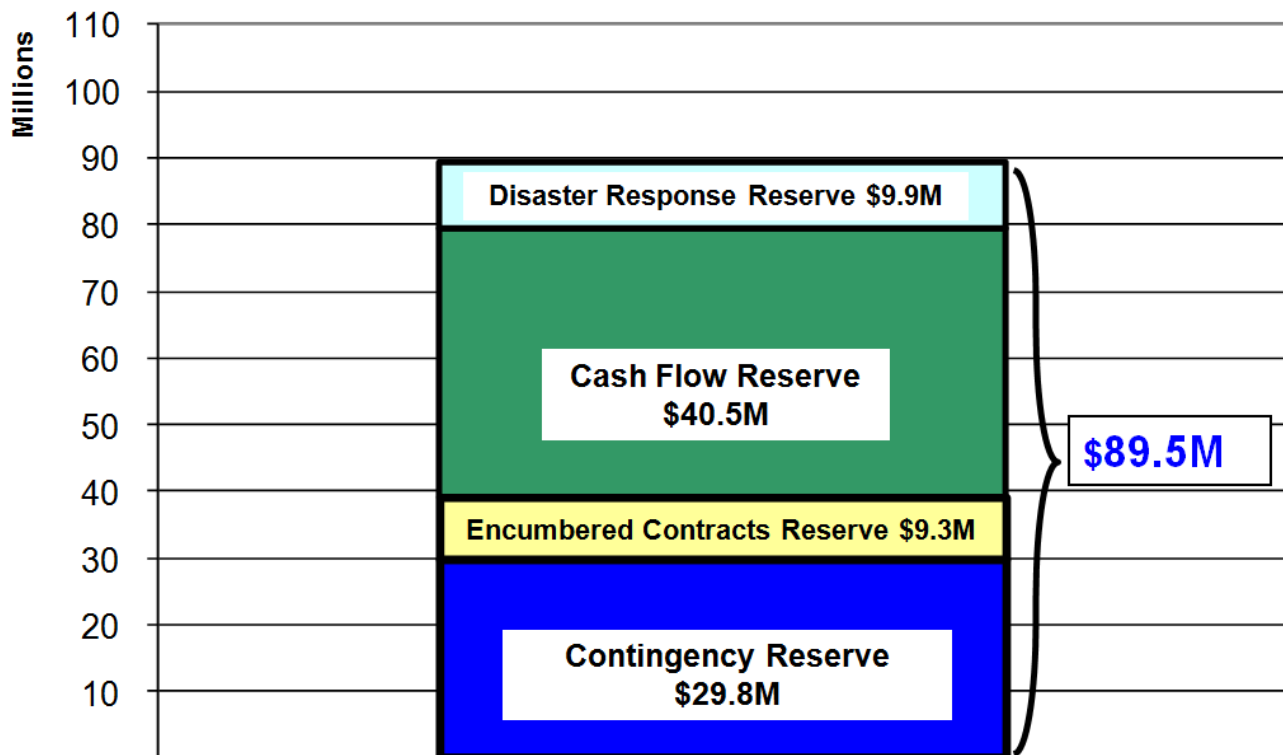 Millions
110
100
90
80
70
60
50
40
30
20
10
Disaster Response Reserve $9.9M
Cash Flow Reserve
$40.5M
Encumbered Contracts Reserve $9.3M
Contingency Reserve
$29.8M
$89.5M